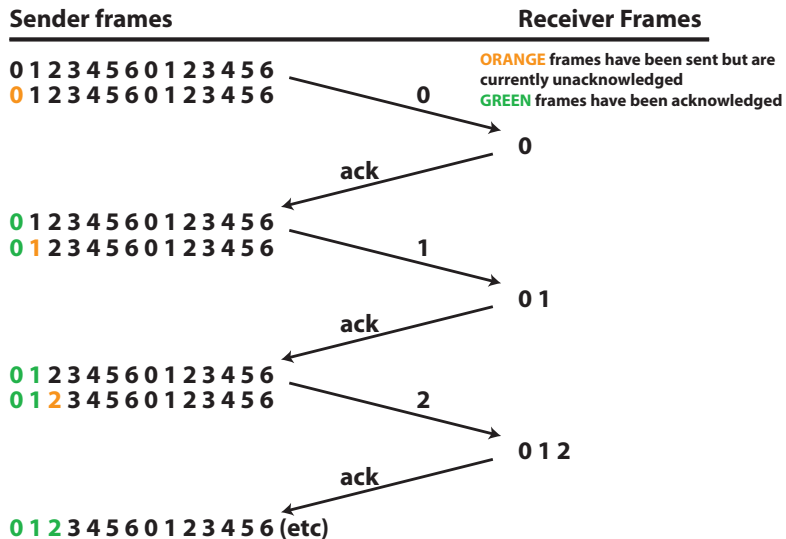 Sender frames
Receiver Frames
ORANGE frames have been sent but are
currently unacknowledged
GREEN frames have been acknowledged
0 1 2 3 4 5 6 0 1 2 3 4 5 6
0 1 2 3 4 5 6 0 1 2 3 4 5 6
0
0
ack
0 1 2 3 4 5 6 0 1 2 3 4 5 6
0 1 2 3 4 5 6 0 1 2 3 4 5 6
1
0 1
ack
0 1 2 3 4 5 6 0 1 2 3 4 5 6
0 1 2 3 4 5 6 0 1 2 3 4 5 6
2
0 1 2
ack
0 1 2 3 4 5 6 0 1 2 3 4 5 6 (etc)